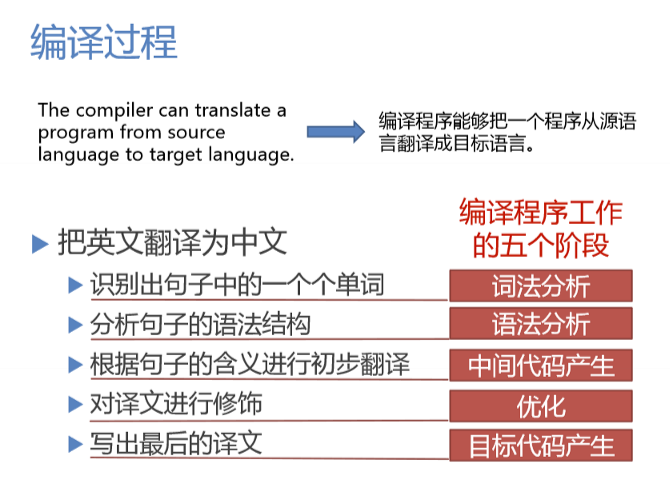 编译过程
The compiler can translate a
program from source
language to target language.
编译程序能够把一个程序从源语
言翻译成目标语言。
编译程序工作
的五个阶段
把英文翻译为中文
识别出句子中的一个个单词
词法分析
分析句子的语法结构
语法分析
根据句子的含义进行初步翻译
中间代码产生
对译文进行修饰
优化
写出最后的译文
目标代码产生